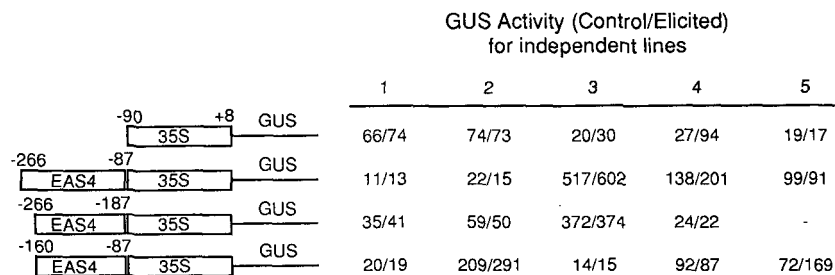 GUS Activity (Control/Elicited)
for independent lines
1 2 3 4 5
-90 +8 GUS
35S
66/74 74/73 20/30 27/94 19/17
-266 -87 GUS
EAS4 35S
11/13 22/15 517/602 138/201 99/91
-266 -187 GUS
EAS4 35S
35/41 59/50 372/374 24/22 -
-160 -87 GUS
EAS4 35S
20/19 209/291 14/15 92/87 72/169